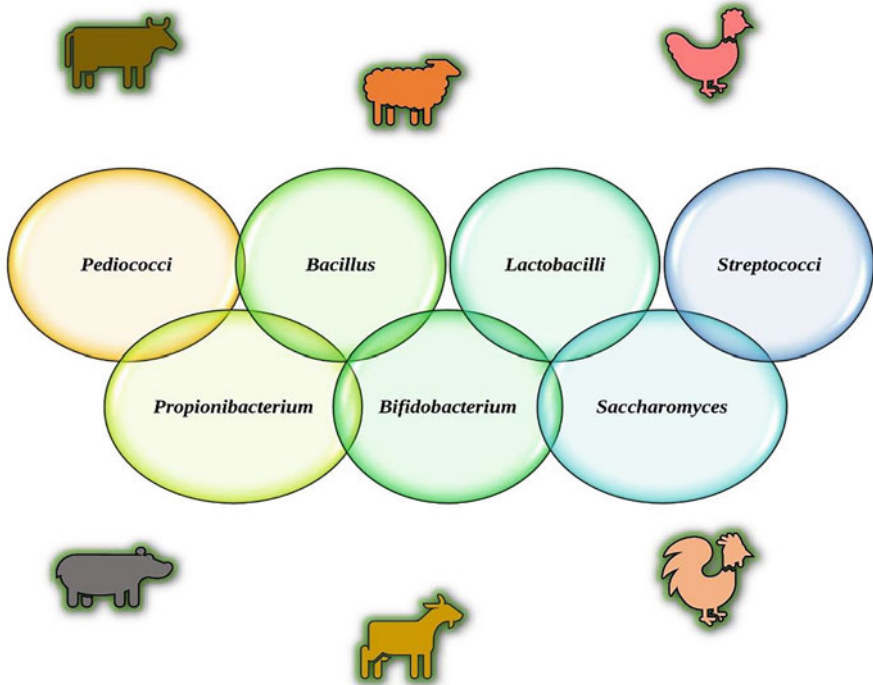 Pediococci
Bacillus
Lactobacilli
Streptococci
Propionibacterium
Bifidobacterium
Saccharomyces